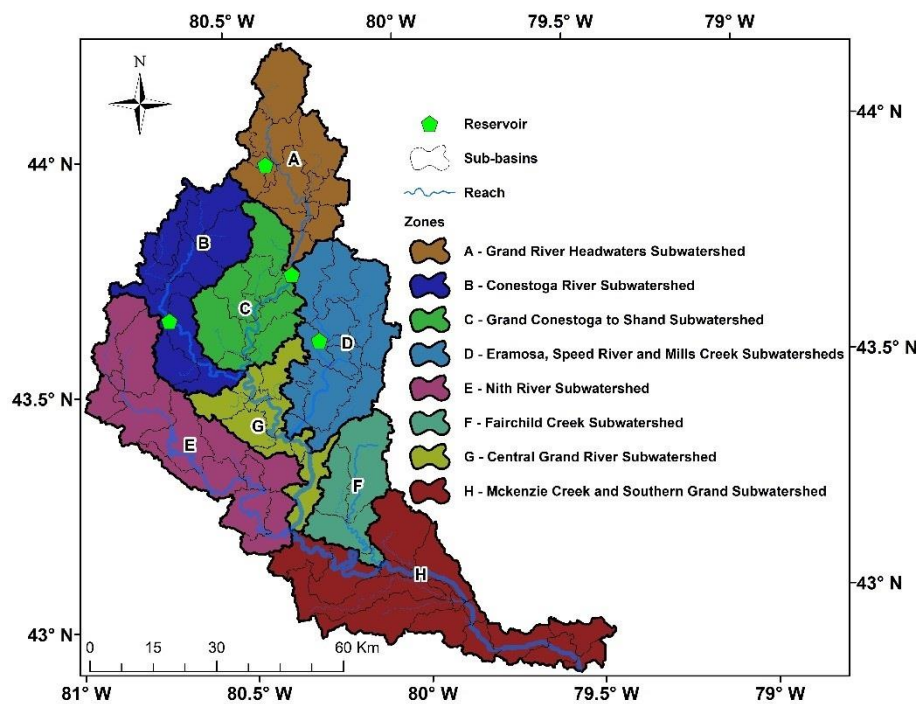 80.5° W 80° W 79.5° W 79° W
N
44° N
43.5° N
43° N
44° N
43.5° N
43° N
A
B
C
D
E
F
G
H
Reservoir
Sub-basins
Reach
Zones
A - Grand River Headwaters Subwatershed
B - Conestoga River Subwatershed
C - Grand Conestoga to Shand Subwatershed
D - Eramosa, Speed River and Mills Creek Subwatersheds
E - Nith River Subwatershed
F - Fairchild Creek Subwatershed
G - Central Grand River Subwatershed
H - Mckenzie Creek and Southern Grand Subwatershed
0 15 30 60 Km
81° W 80.5° W 80° W 79.5° W 79° W